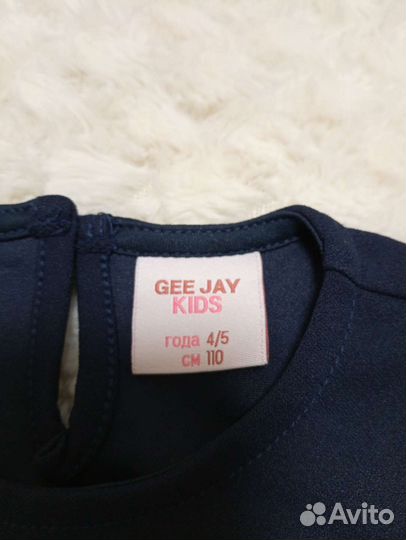 GEE JAY
KIDS
года 4/5
см 110
Avito